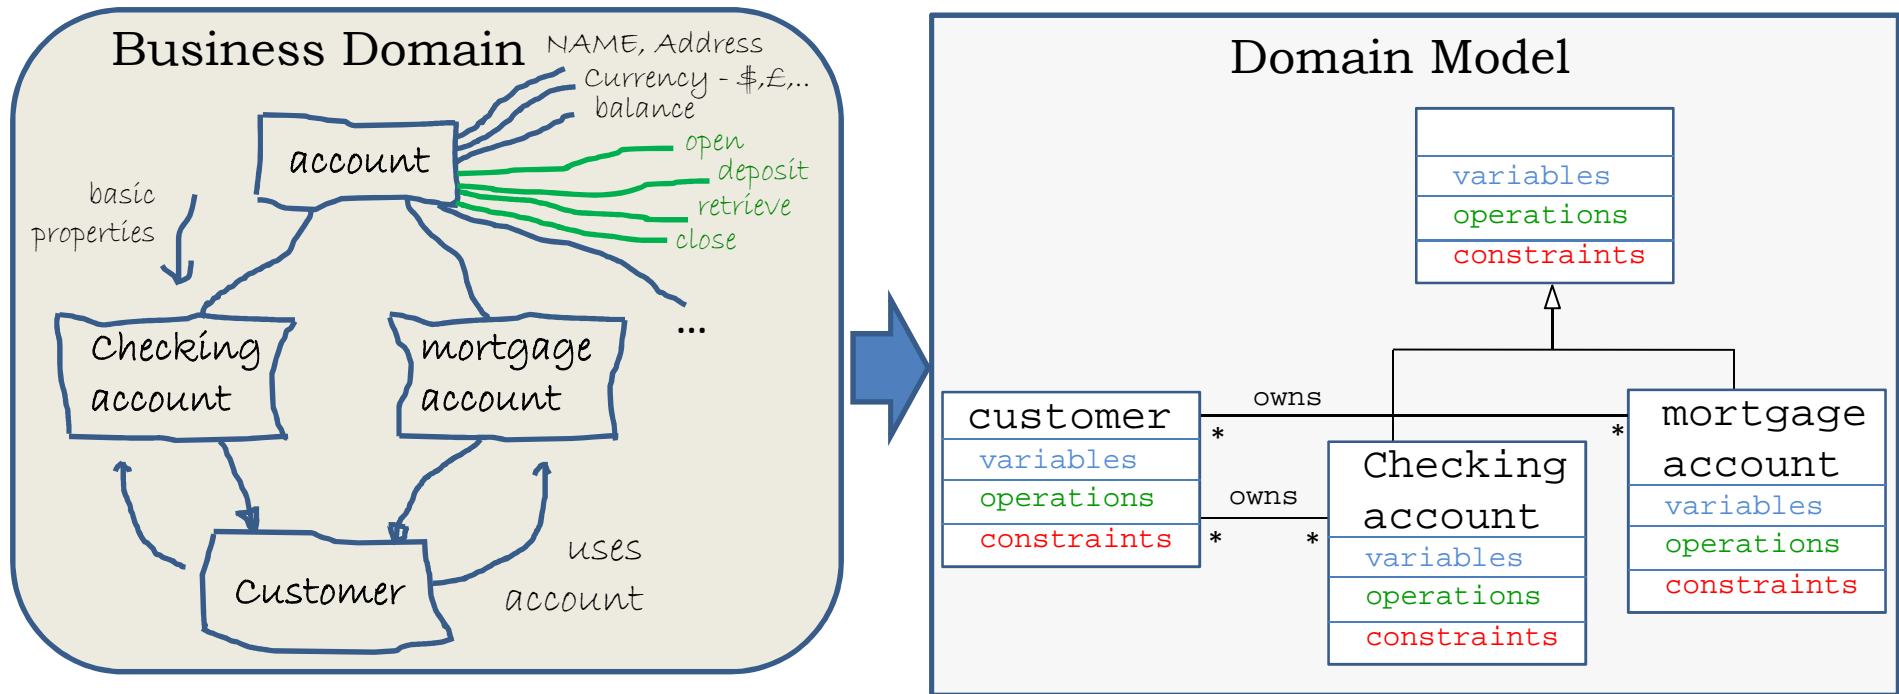 Business Domain
NAME, Address
Currency - $,£,..
balance
account
open
deposit
retrieve
close
basic
properties
...
Checking
account
mortgage
account
uses
account
Customer
Domain Model
variables
operations
constraints
customer
variables
operations
constraints
owns
*
*
owns
*
*
Checking
account
variables
operations
constraints
mortgage
account
variables
operations
constraints